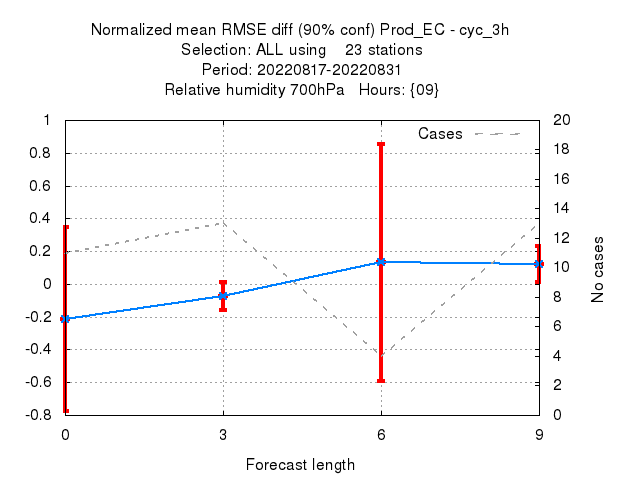 Normalized mean RMSE diff (90% conf) Prod_EC - cyc_3h
Selection: ALL using    23 stations
Period: 20220817-20220831
Relative humidity 700hPa   Hours: {09}
Cases
1
0.8
0.6
0.4
0.2
0
-0.2
-0.4
-0.6
-0.8
20
18
16
14
12
10
8
6
4
2
0
No cases
0 3 6 9
Forecast length